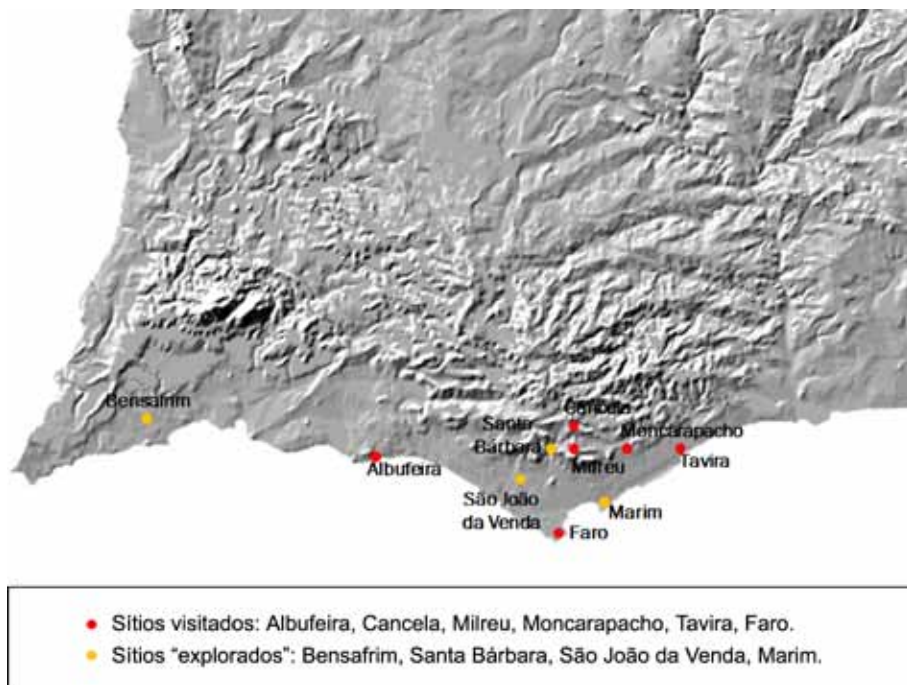 Bensafrim
Cancela
Santa
Bárbara
Moncarapacho
Albufeira
Milreu
Tavira
São João
da Venda
Marim
Faro
Sítios visitados: Albufeira, Cancela, Milreu, Moncarapacho, Tavira, Faro.
Sítios “explorados”: Bensafrim, Santa Bárbara, São João da Venda, Marim.